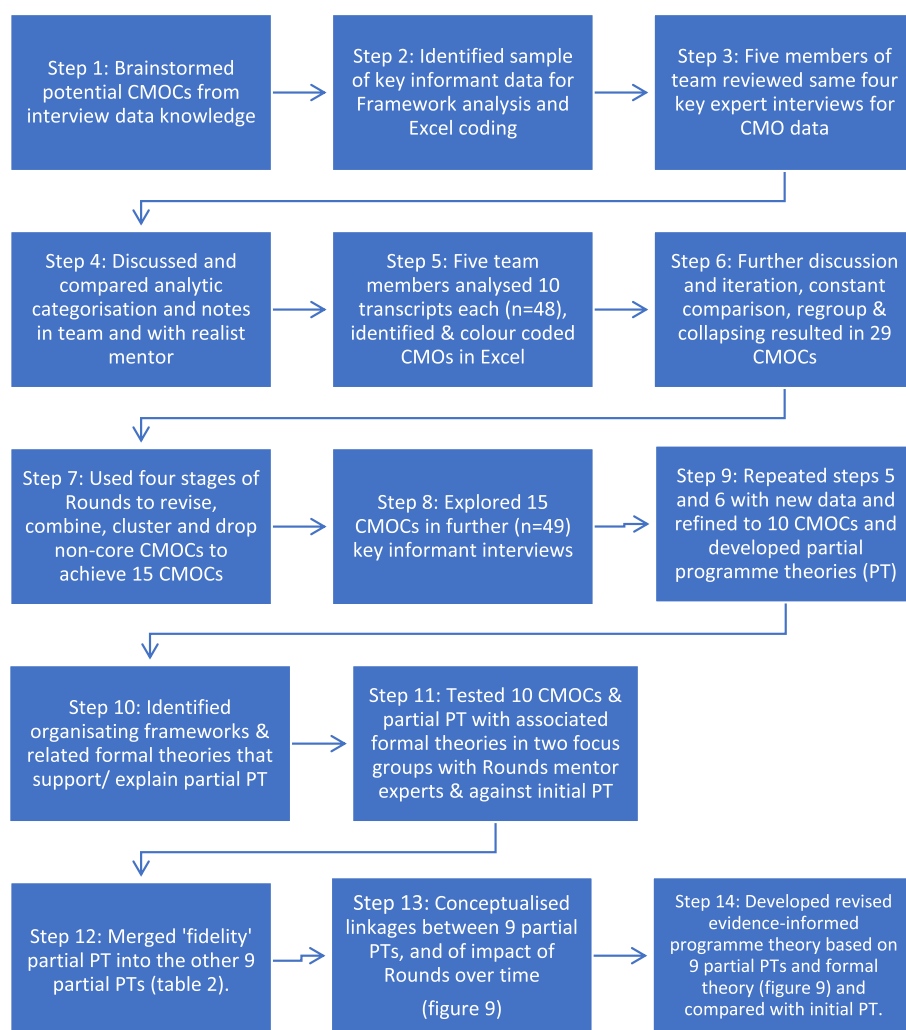 Step 1: Brainstormed
potential CMOCs from
interview data knowledge
Step 2: Identified sample
of key informant data for
Framework analysis and
Excel coding
Step 3: Five members of
team reviewed same four
key expert interviews for
CMO data
Step 4: Discussed and
compared analytic
categorisation and notes
in team and with realist
mentor
Step 5: Five team
members analysed 10
transcripts each (n=48),
identified & colour coded
CMOs in Excel
Step 6: Further discussion
and iteration, constant
comparison, regroup &
collapsing resulted in 29
CMOCs
Step 7: Used four stages of
Rounds to revise,
combine, cluster and drop
non-core CMOCs to
achieve 15 CMOCs
Step 8: Explored 15
CMOCs in further (n=49)
key informant interviews
Step 9: Repeated steps 5
and 6 with new data and
refined to 10 CMOCs and
developed partial
programme theories (PT)
Step 10: Identified
organisating frameworks &
related formal theories that
support/ explain partial PT
Step 11: Tested 10 CMOCs &
partial PT with associated
formal theories in two focus
groups with Rounds mentor
experts & against initial PT
Step 12: Merged 'fidelity'
partial PT into the other 9
partial PTs (table 2).
Step 13: Conceptualised
linkages between 9 partial
PTs, and of impact of
Rounds over time
(figure 9)
Step 14: Developed revised
evidence-informed
programme theory based on
9 partial PTs and formal
theory (figure 9) and
compared with initial PT.